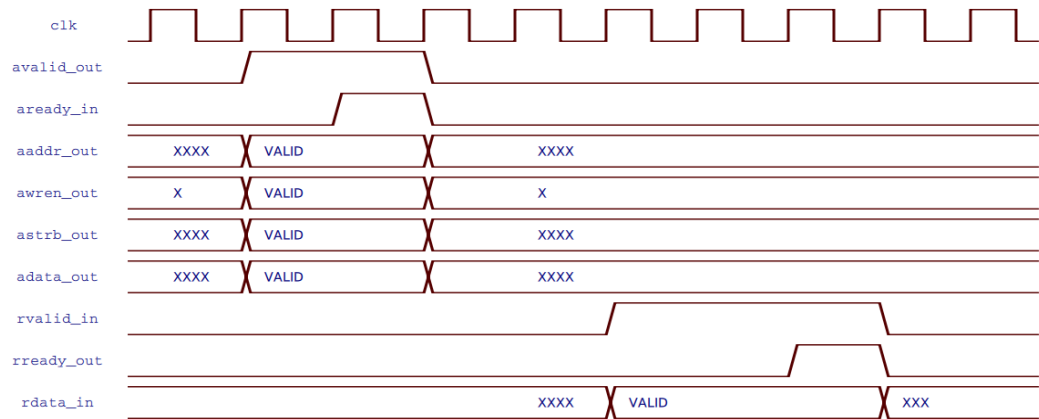 clk
avalid_out
aready_in
aaddr_out XXXX VALID XXXX
awren_out X VALID X
astrb_out XXXX VALID XXXX
adata_out XXXX VALID XXXX
rvalid_in
rready_out
rdata_in XXXX VALID XXX